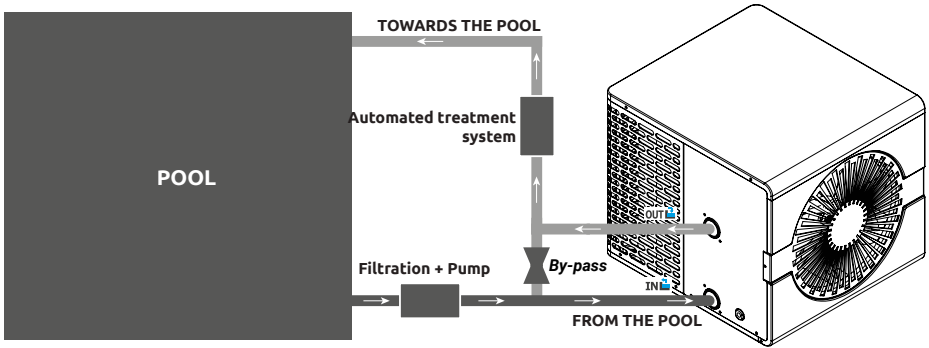 TOWARDS THE POOL
Automated treatment
system
POOL
OUT
By-pass
Filtration + Pump
IN
FROM THE POOL